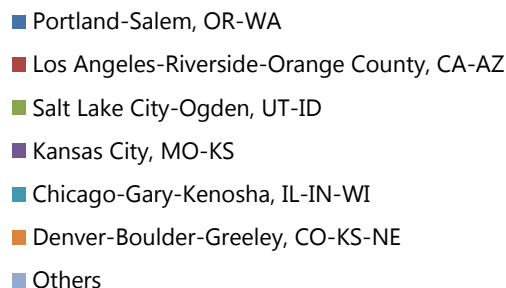 Portland-Salem, OR-WA
Los Angeles-Riverside-Orange County, CA-AZ
Salt Lake City-Ogden, UT-ID
Kansas City, MO-KS
Chicago-Gary-Kenosha, IL-IN-WI
Denver-Boulder-Greeley, CO-KS-NE
Others